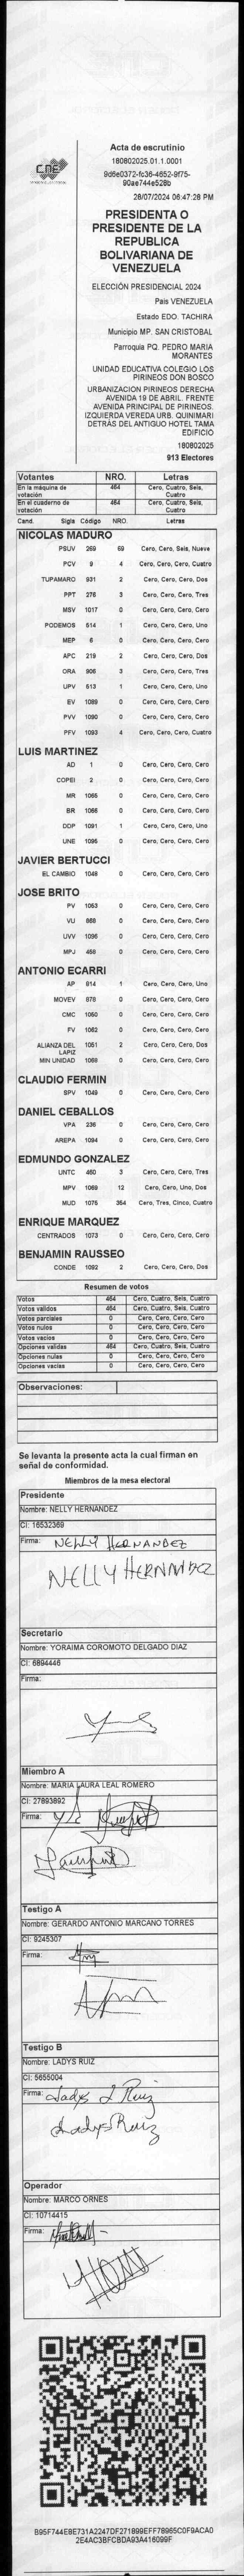 CNE
Acta de escrutinio
180802025.01.1.0001
9d6e0372-fc36-4652-9f75-
90ae744e528b
28/07/2024 06:47:28 PM
PRESIDENTA O
PRESIDENTE DE LA
REPUBLICA
BOLIVARIANA DE
VENEZUELA
ELECCIÓN PRESIDENCIAL 2024
Pais VENEZUELA
Estado EDO. TACHIRA
Municipio MP. SAN CRISTOBAL
Parroquia PQ. PEDRO MARIA
MORANTES
UNIDAD EDUCATIVA COLEGIO LOS
PIRINEOS DON BOSCO
URBANIZACION PIRINEOS DERECHA
AVENIDA 19 DE ABRIL. FRENTE
AVENIDA PRINCIPAL DE PIRINEOS.
IZQUIERDA VEREDA URB. QUINIMARI
DETRÁS DEL ANTIGUO HOTEL TAMA
EDIFICIO
180802025
913 Electores
Votantes NRO. Letras
En la máquina de votación 464 Cero, Cuatro, Seis, Cuatro
En el cuaderno de votación 464 Cero, Cuatro, Seis, Cuatro
Cand. Sigla Código NRO. Letras
NICOLAS MADURO
PSUV 269 69 Cero, Cero, Seis, Nueve
PCV 9 4 Cero, Cero, Cero, Cuatro
TUPAMARO 931 2 Cero, Cero, Cero, Dos
PPT 276 3 Cero, Cero, Cero, Tres
MSV 1017 0 Cero, Cero, Cero, Cero
PODEMOS 514 1 Cero, Cero, Cero, Uno
MEP 6 0 Cero, Cero, Cero, Cero
APC 219 2 Cero, Cero, Cero, Dos
ORA 906 3 Cero, Cero, Cero, Tres
UPV 513 1 Cero, Cero, Cero, Uno
EV 1089 0 Cero, Cero, Cero, Cero
PVV 1090 0 Cero, Cero, Cero, Cero
PFV 1093 4 Cero, Cero, Cero, Cuatro
LUIS MARTINEZ
AD 1 0 Cero, Cero, Cero, Cero
COPEI 2 0 Cero, Cero, Cero, Cero
MR 1065 0 Cero, Cero, Cero, Cero
BR 1066 0 Cero, Cero, Cero, Cero
DDP 1091 1 Cero, Cero, Cero, Uno
UNE 1095 0 Cero, Cero, Cero, Cero
JAVIER BERTUCCI
EL CAMBIO 1048 0 Cero, Cero, Cero, Cero
JOSE BRITO
PV 1053 0 Cero, Cero, Cero, Cero
VU 868 0 Cero, Cero, Cero, Cero
UVV 1096 0 Cero, Cero, Cero, Cero
MPJ 458 0 Cero, Cero, Cero, Cero
ANTONIO ECARRI
AP 914 1 Cero, Cero, Cero, Uno
MOVEV 878 0 Cero, Cero, Cero, Cero
CMC 1050 0 Cero, Cero, Cero, Cero
FV 1062 0 Cero, Cero, Cero, Cero
ALIANZA DEL LAPIZ 1051 2 Cero, Cero, Cero, Dos
MIN UNIDAD 1068 0 Cero, Cero, Cero, Cero
CLAUDIO FERMIN
SPV 1049 0 Cero, Cero, Cero, Cero
DANIEL CEBALLOS
VPA 236 0 Cero, Cero, Cero, Cero
AREPA 1094 0 Cero, Cero, Cero, Cero
EDMUNDO GONZALEZ
UNTC 460 3 Cero, Cero, Cero, Tres
MPV 1069 12 Cero, Cero, Uno, Dos
MUD 1075 354 Cero, Tres, Cinco, Cuatro
ENRIQUE MARQUEZ
CENTRADOS 1073 0 Cero, Cero, Cero, Cero
BENJAMIN RAUSSEO
CONDE 1092 2 Cero, Cero, Cero, Dos
Resumen de votos
Votos 464 Cero, Cuatro, Seis, Cuatro
Votos validos 464 Cero, Cuatro, Seis, Cuatro
Votos parciales 0 Cero, Cero, Cero, Cero
Votos nulos 0 Cero, Cero, Cero, Cero
Votos vacios 0 Cero, Cero, Cero, Cero
Opciones validas 464 Cero, Cuatro, Seis, Cuatro
Opciones nulas 0 Cero, Cero, Cero, Cero
Opciones vacias 0 Cero, Cero, Cero, Cero
Observaciones:
Se levanta la presente acta la cual firman en
señal de conformidad.
Miembros de la mesa electoral
Presidente
Nombre: NELLY HERNANDEZ
CI: 16532369
Firma: NELLY HERNANDEZ
NELLY HERNANDEZ
Secretario
Nombre: YORAIMA COROMOTO DELGADO DIAZ
CI: 6894446
Firma:
Miembro A
Nombre: MARIA LAURA LEAL ROMERO
CI: 27893892
Firma:
Testigo A
Nombre: GERARDO ANTONIO MARCANO TORRES
CI: 9245307
Firma:
Testigo B
Nombre: LADYS RUIZ
CI: 5655004
Firma: Ladys J Ruiz
Ladys Ruiz
Operador
Nombre: MARCO ORNES
CI: 10714415
Firma:
B95F744E8E731A2247DF271899EFF78965C0F9ACA0
2E4AC3BFCBDA93A416099F